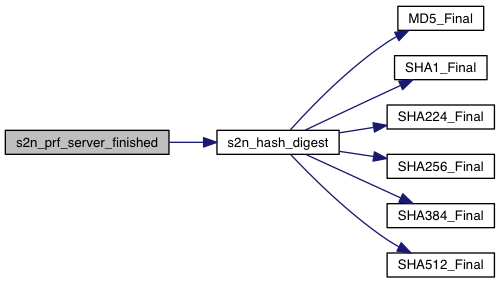 MD5_Final
SHA1_Final
SHA224_Final
s2n_prf_server_finished
s2n_hash_digest
SHA256_Final
SHA384_Final
SHA512_Final